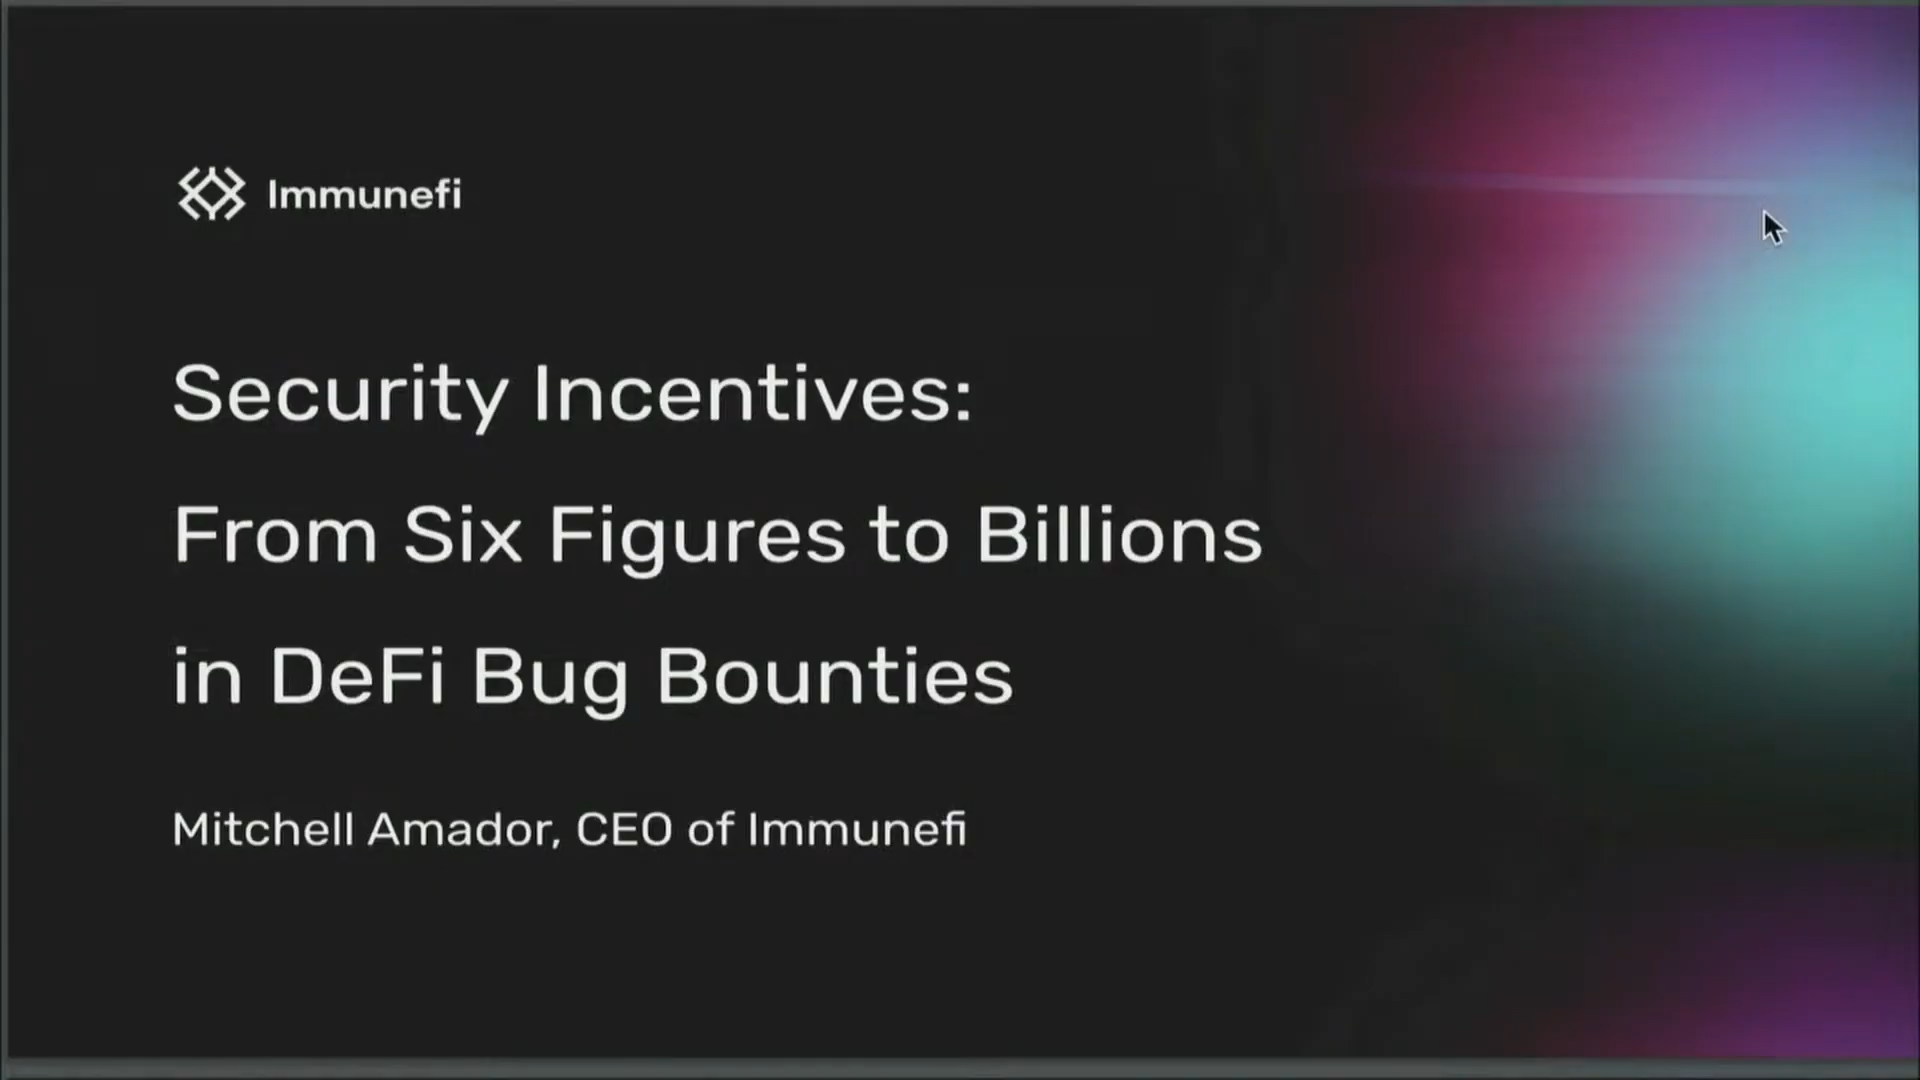 Immunefi
Security Incentives:
From Six Figures to Billions
in DeFi Bug Bounties
Mitchell Amador, CEO of Immunefi